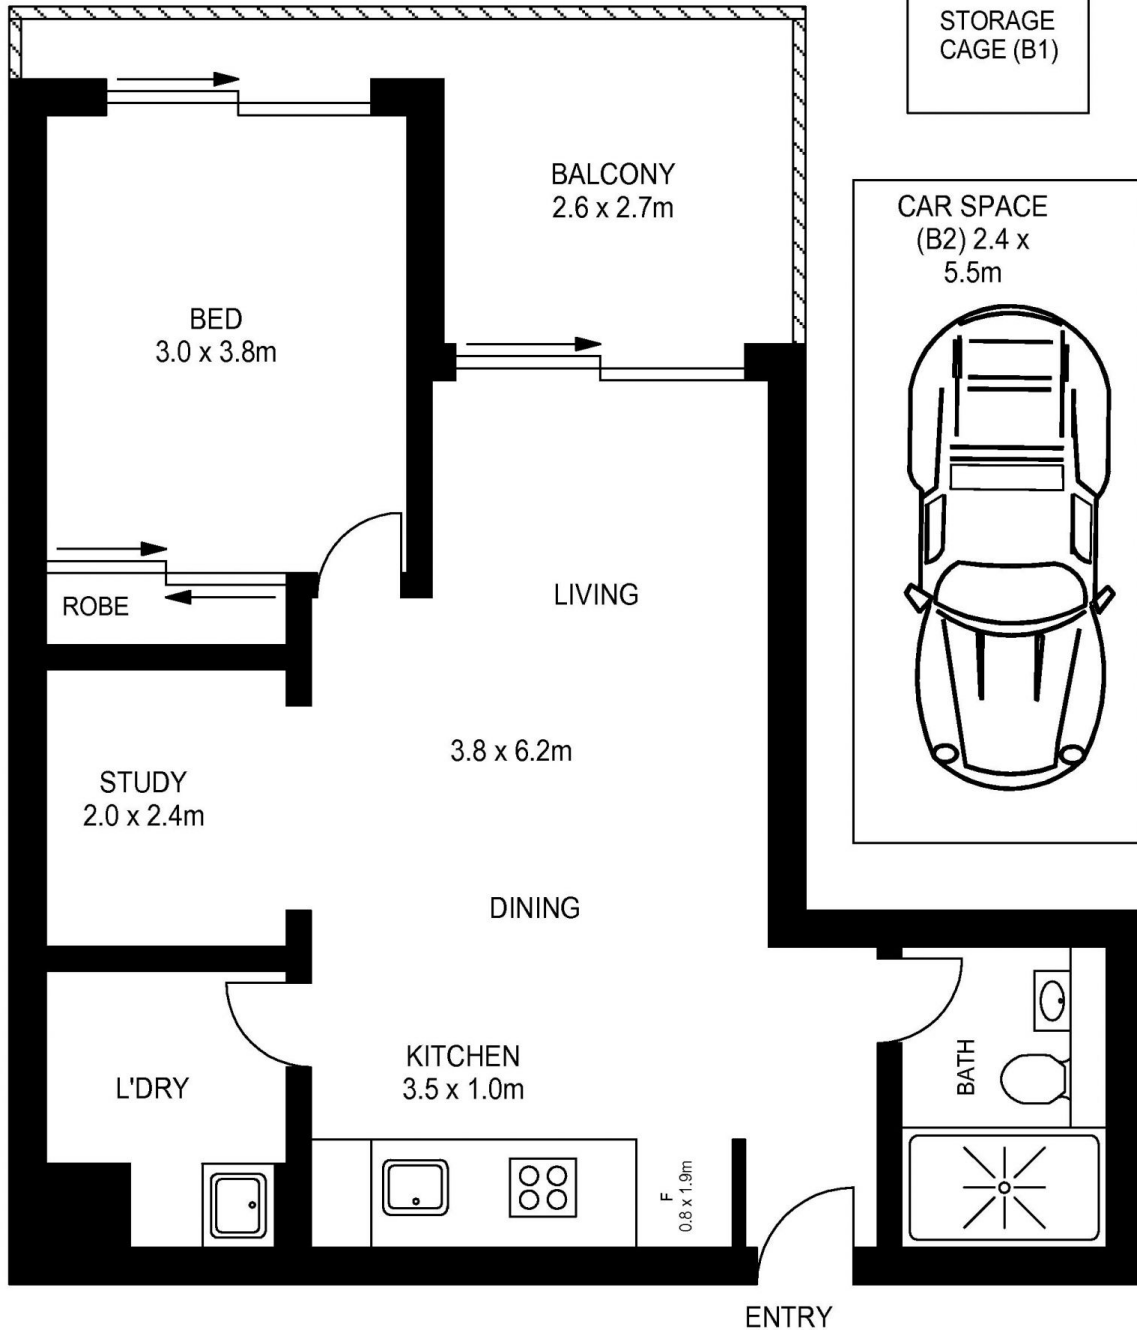 STORAGE
CAGE (B1)
BALCONY
2.6 x 2.7m
CAR SPACE
(B2) 2.4 x
5.5m
BED
3.0 x 3.8m
ROBE
LIVING
3.8 x 6.2m
STUDY
2.0 x 2.4m
DINING
L'DRY
KITCHEN
3.5 x 1.0m
BATH
F
0.8 x 1.9m
ENTRY